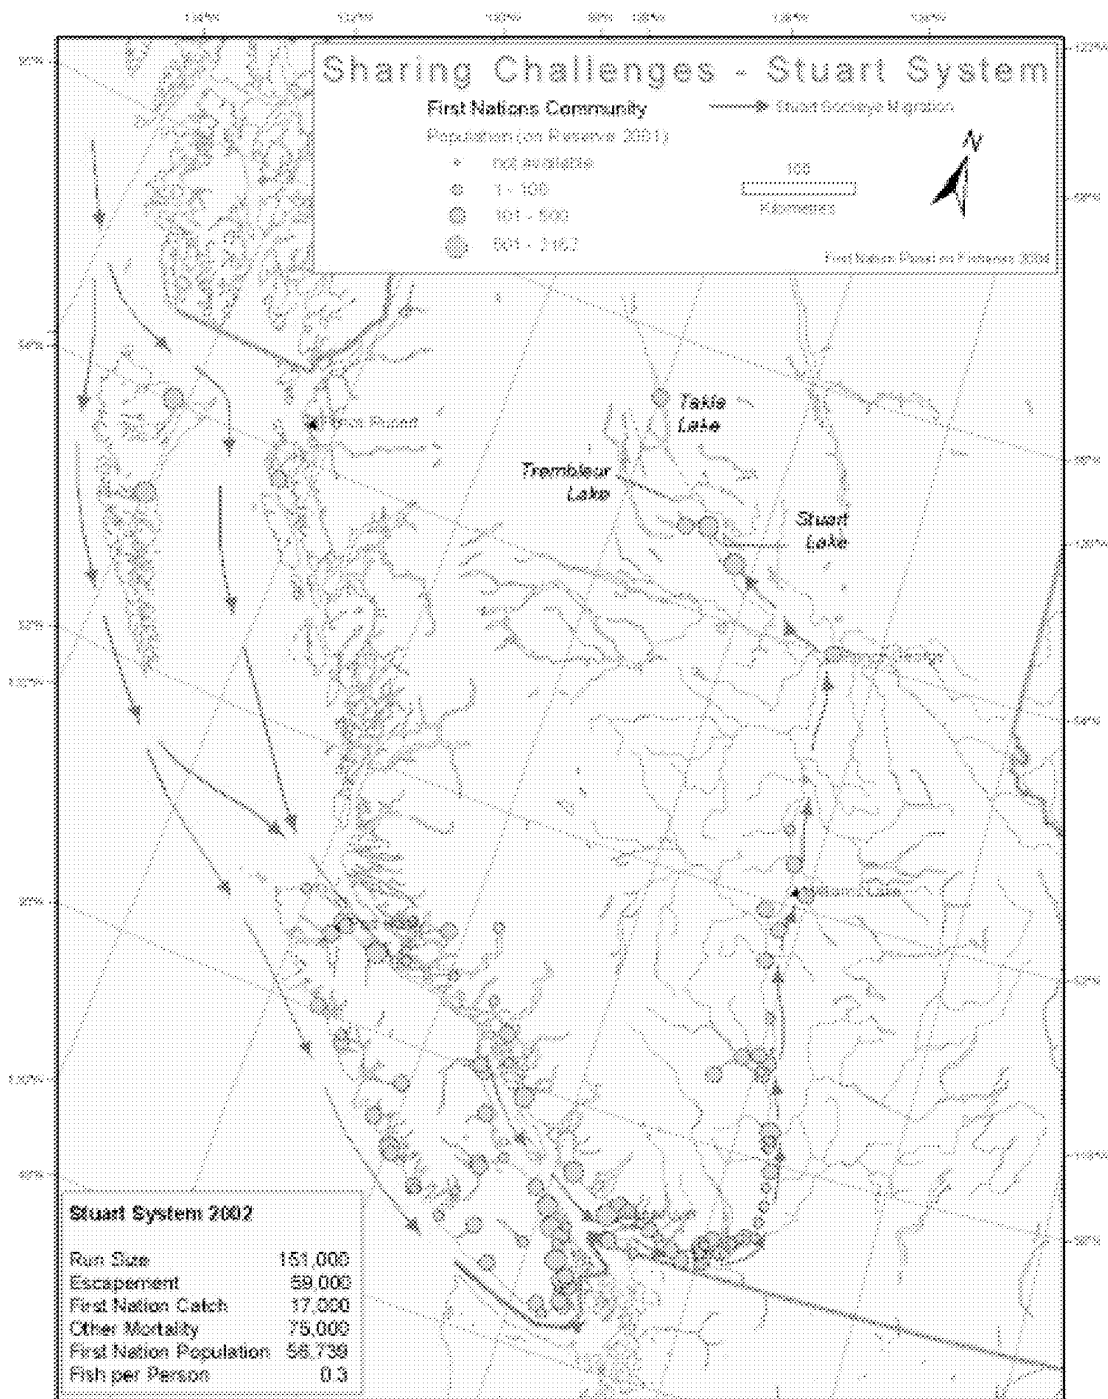 Sharing Challenges - Stuart System
First Nations Community
Stuart Sockeye Migration
Population (on Reserve 2001)
not available
1 - 100
101 - 500
501 - 2167
N
100
Kilometres
First Nation Panel on Fisheries 2004
Prince Rupert
Takla
Lake
Trembleur
Lake
Stuart
Lake
Prince George
Williams Lake
Stuart System 2002
Run Size 151,000
Escapement 59,000
First Nation Catch 17,000
Other Mortality 75,000
First Nation Population 56,739
Fish per Person 0.3